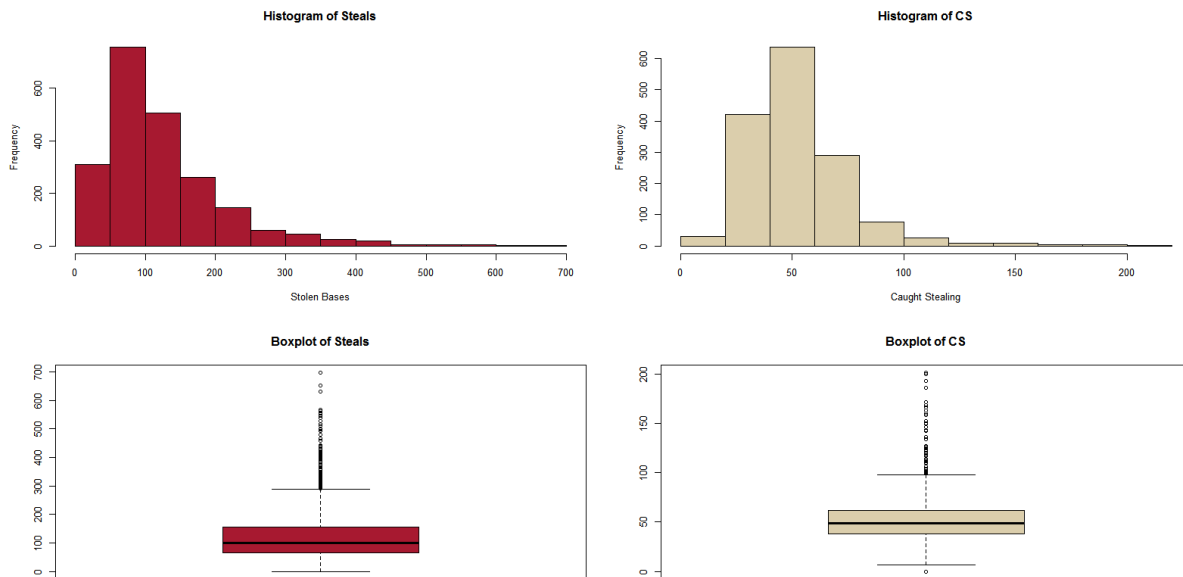 Histogram of Steals
Frequency
0 200 400 600
0 100 200 300 400 500 600 700
Stolen Bases
Histogram of CS
Frequency
0 100 200 300 400 500 600
0 50 100 150 200
Caught Stealing
Boxplot of Steals
0 100 200 300 400 500 600 700
Boxplot of CS
0 50 100 150 200